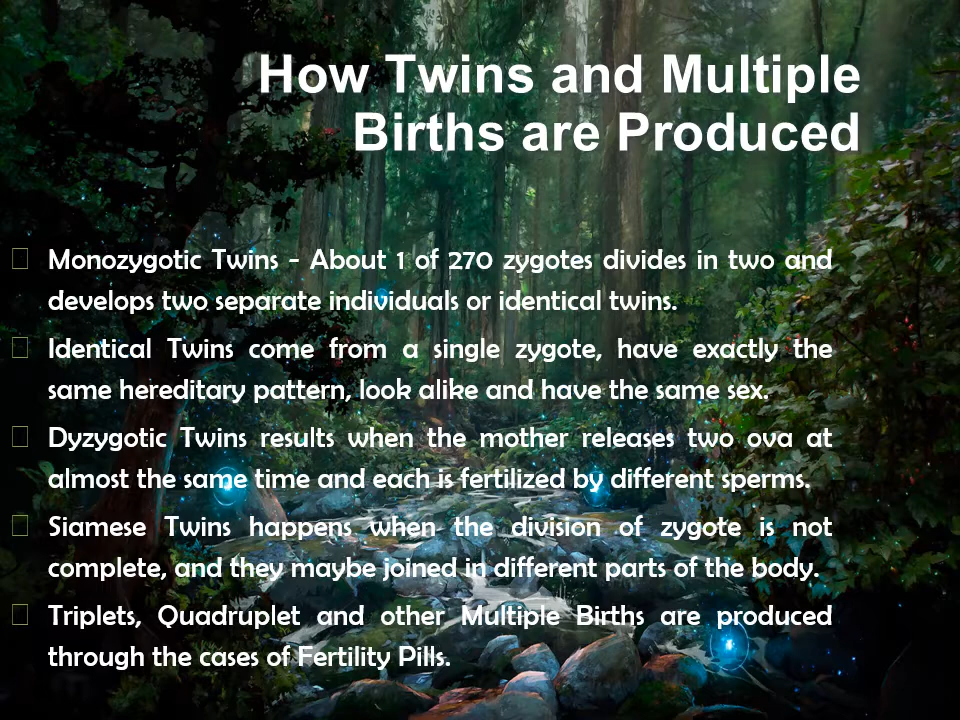 How Twins and Multiple
Births are Produced
Monozygotic Twins - About 1 of 270 zygotes divides in two and
develops two separate individuals or identical twins.
Identical Twins come from a single zygote, have exactly the
same hereditary pattern, look alike and have the same sex.
Dyzygotic Twins results when the mother releases two ova at
almost the same time and each is fertilized by different sperms.
Siamese Twins happens when the division of zygote is not
complete, and they maybe joined in different parts of the body.
Triplets, Quadruplet and other Multiple Births are produced
through the cases of Fertility Pills.